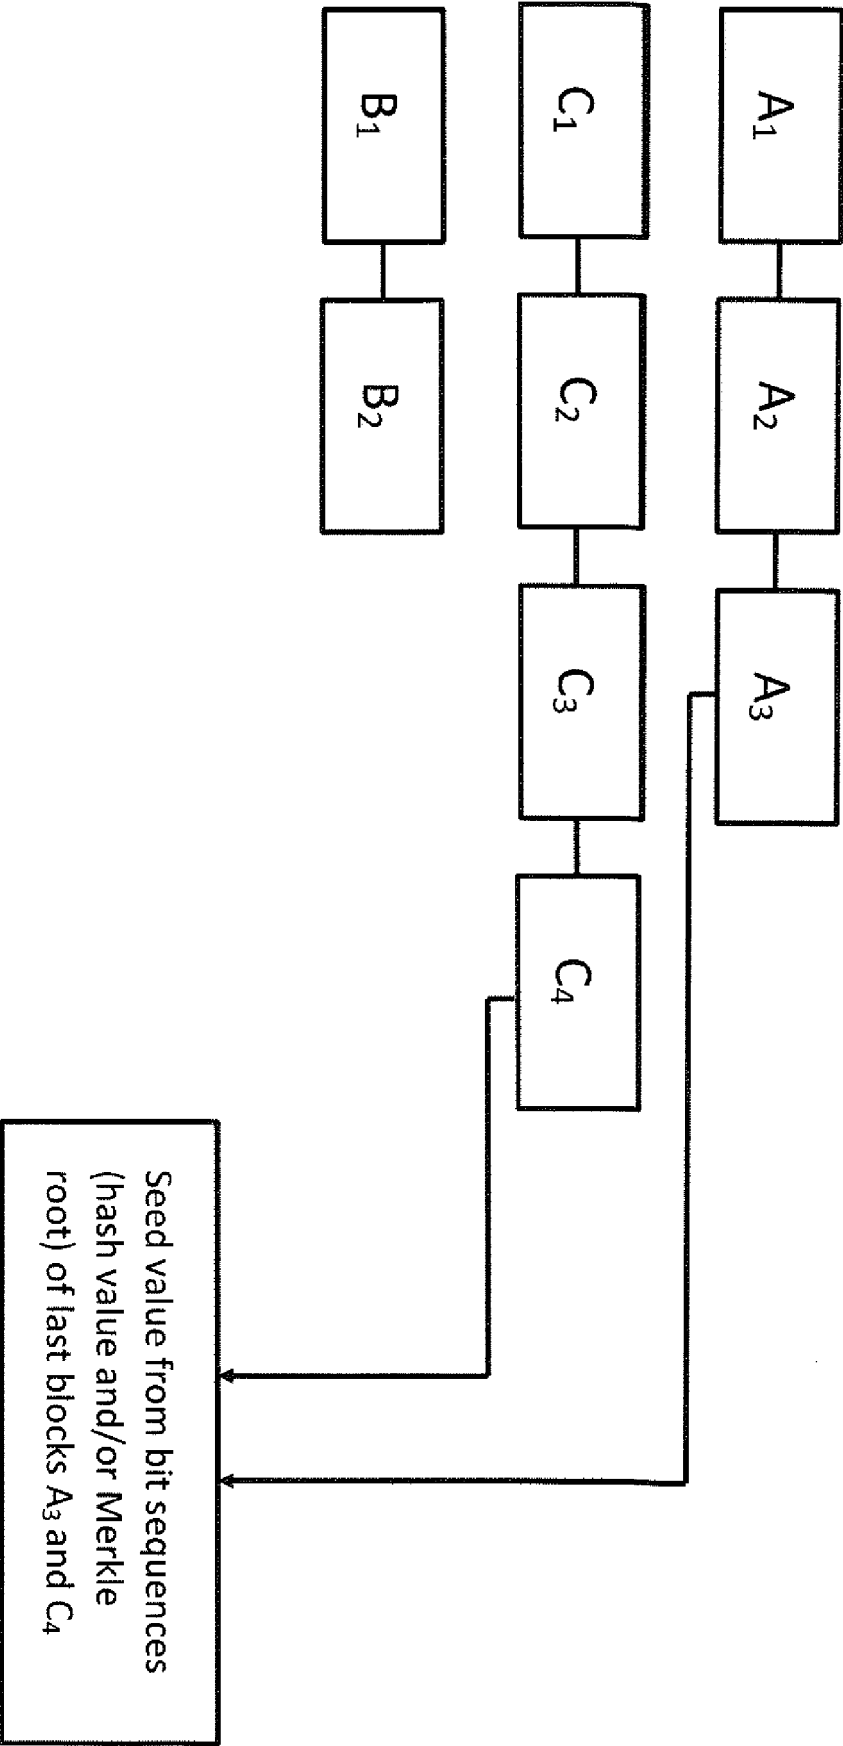 A₁
A₂
A₃
C₁
C₂
C₃
C₄
B₁
B₂
Seed value from bit sequences
(hash value and/or Merkle
root) of last blocks A₃ and C₄